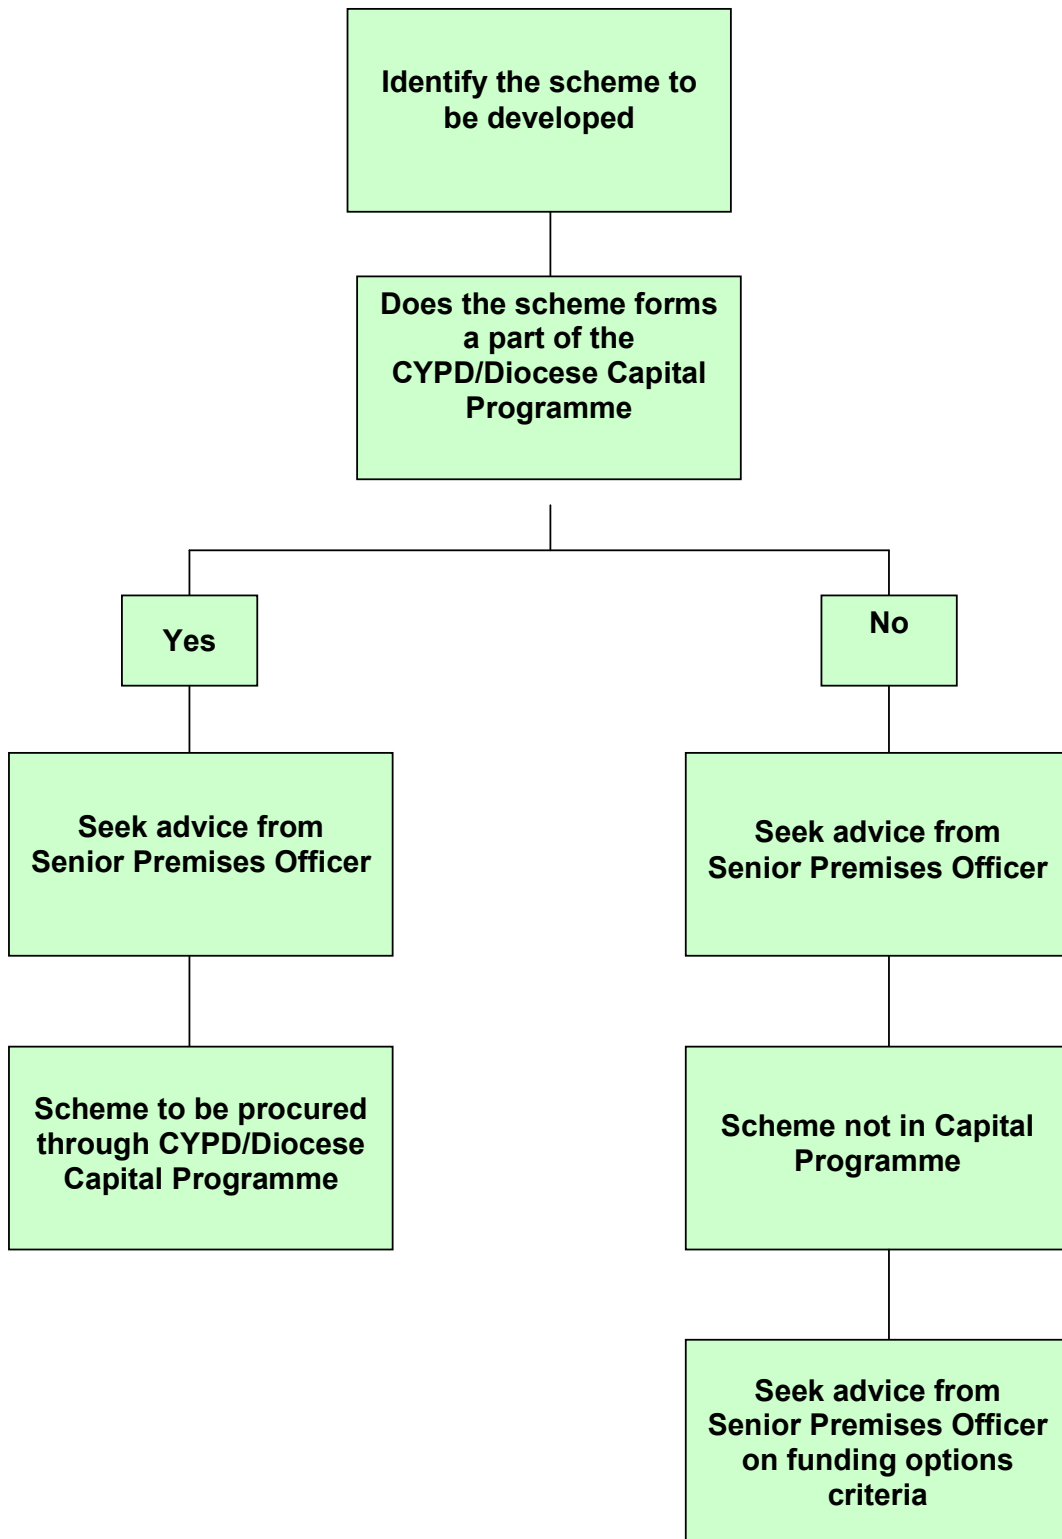 Identify the scheme to
be developed
Does the scheme forms
a part of the
CYPD/Diocese Capital
Programme
Yes
No
Seek advice from
Senior Premises Officer
Seek advice from
Senior Premises Officer
Scheme to be procured
through CYPD/Diocese
Capital Programme
Scheme not in Capital
Programme
Seek advice from
Senior Premises Officer
on funding options
criteria